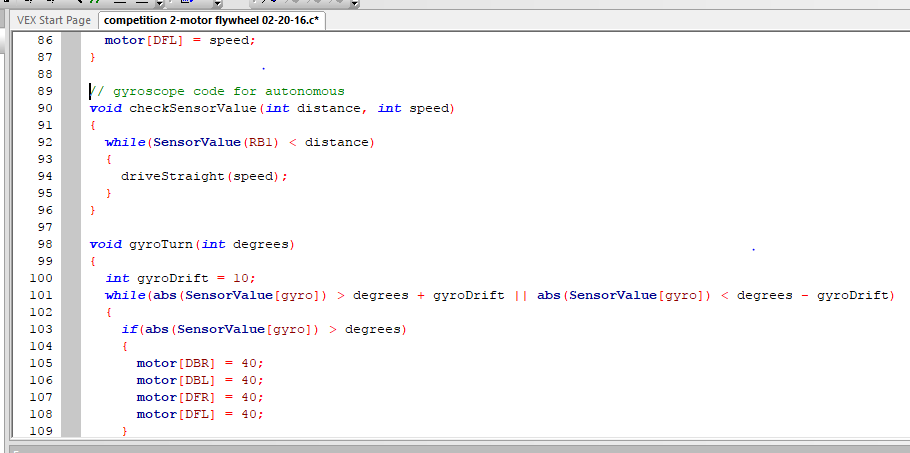 VEX Start Page competition 2-motor flywheel 02-20-16.c*
86 motor[DFL] = speed;
87 }
88
89 // gyroscope code for autonomous
90 void checkSensorValue(int distance, int speed)
91 {
92 while(SensorValue(RB1) < distance)
93 {
94 driveStraight(speed);
95 }
96 }
97
98 void gyroTurn(int degrees)
99 {
100 int gyroDrift = 10;
101 while(abs(SensorValue[gyro]) > degrees + gyroDrift || abs(SensorValue[gyro]) < degrees - gyroDrift)
102 {
103 if(abs(SensorValue[gyro]) > degrees)
104 {
105 motor[DBR] = 40;
106 motor[DBL] = 40;
107 motor[DFR] = 40;
108 motor[DFL] = 40;
109 }